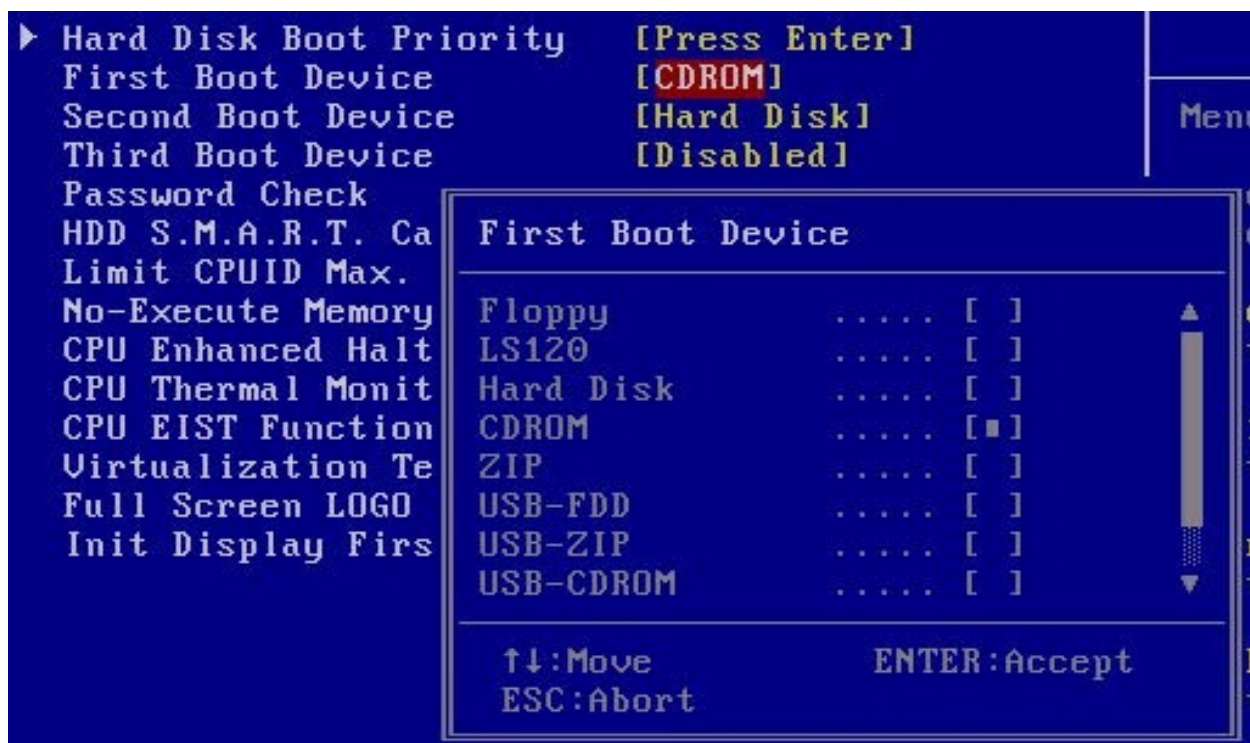 ▶ Hard Disk Boot Priority [Press Enter]
First Boot Device [CDROM]
Second Boot Device [Hard Disk]
Third Boot Device [Disabled]
Password Check
HDD S.M.A.R.T. Ca
Limit CPUID Max.
No-Execute Memory
CPU Enhanced Halt
CPU Thermal Monit
CPU EIST Function
Virtualization Te
Full Screen LOGO
Init Display Firs
Menu
First Boot Device
Floppy ..... [ ]
LS120 ..... [ ]
Hard Disk ..... [ ]
CDROM ..... [■]
ZIP ..... [ ]
USB-FDD ..... [ ]
USB-ZIP ..... [ ]
USB-CDROM ..... [ ]
↑↓:Move ENTER:Accept
ESC:Abort